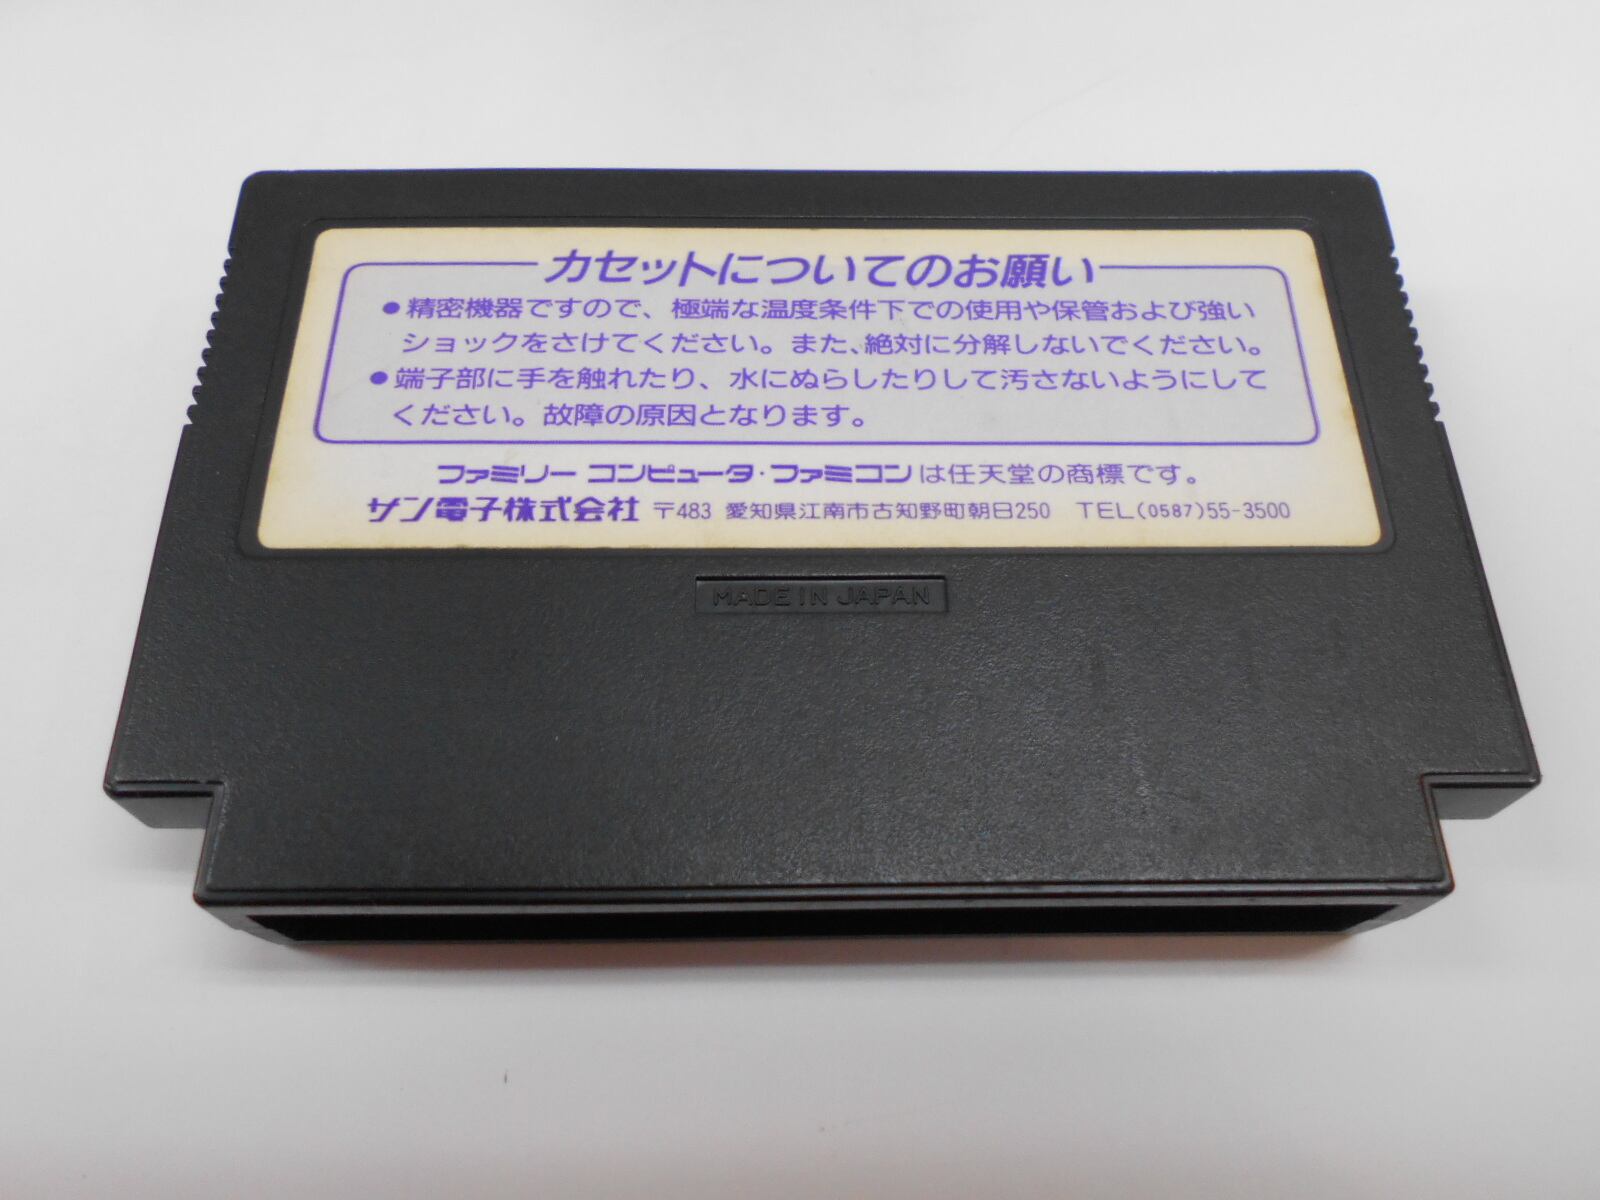 カセットについてのお願い
●精密機器ですので、極端な温度条件下での使用や保管および強い
ショックをさけてください。また、絶対に分解しないでください。
●端子部に手を触れたり、水にぬらしたりして汚さないようにして
ください。故障の原因となります。
ファミリー コンピュータ・ファミコンは任天堂の商標です。
サン電子株式会社 〒483 愛知県江南市古知野町朝日250 TEL(0587)55-3500
MADE IN JAPAN